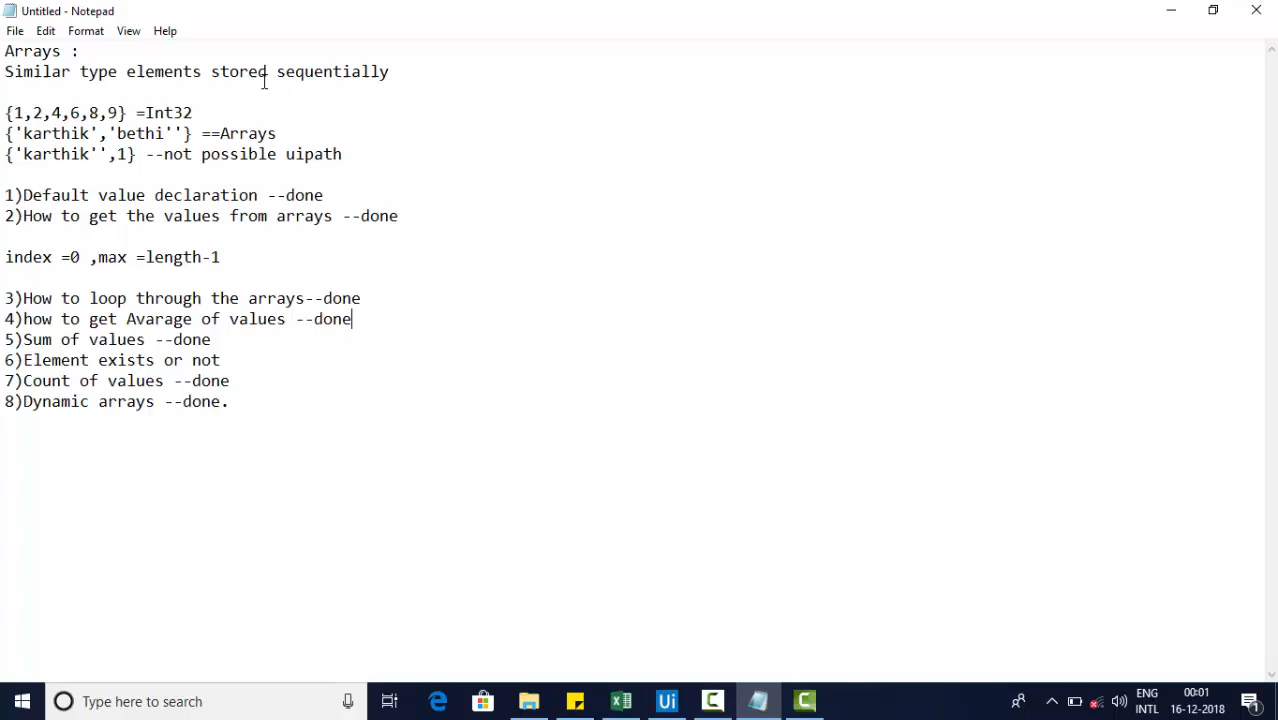 Untitled - Notepad
File Edit Format View Help
Arrays :
Similar type elements stored sequentially
{1,2,4,6,8,9} =Int32
{'karthik','bethi''} ==Arrays
{'karthik'',1} --not possible uipath
1)Default value declaration --done
2)How to get the values from arrays --done
index =0 ,max =length-1
3)How to loop through the arrays--done
4)how to get Avarage of values --done
5)Sum of values --done
6)Element exists or not
7)Count of values --done
8)Dynamic arrays --done.
Type here to search
Ui
ENG
INTL
00:01
16-12-2018
1